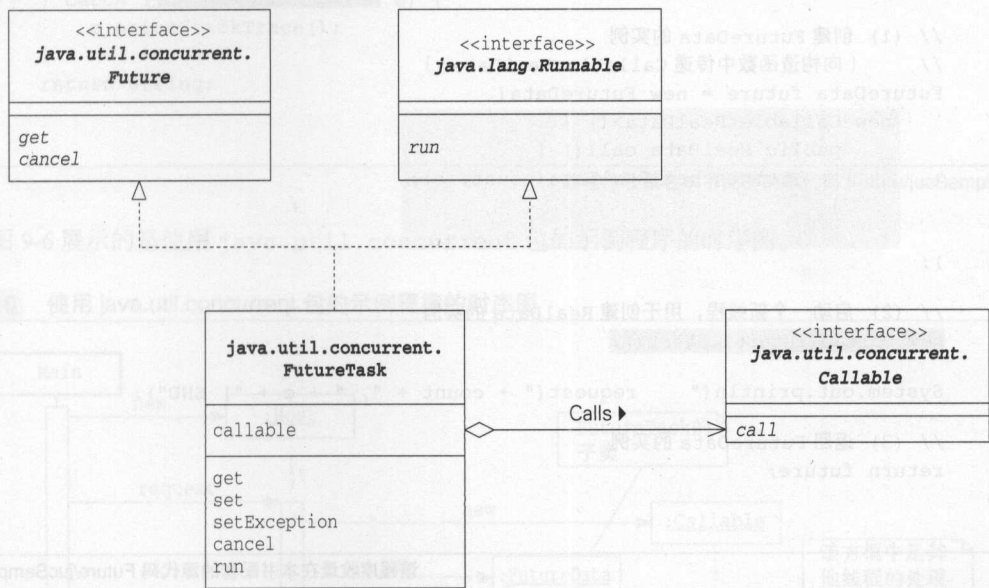 <<interface>>
java.util.concurrent.
Future
get
cancel
<<interface>>
java.lang.Runnable
run
java.util.concurrent.
FutureTask
callable
get
set
setException
cancel
run
Calls ▶
<<interface>>
java.util.concurrent.
Callable
call